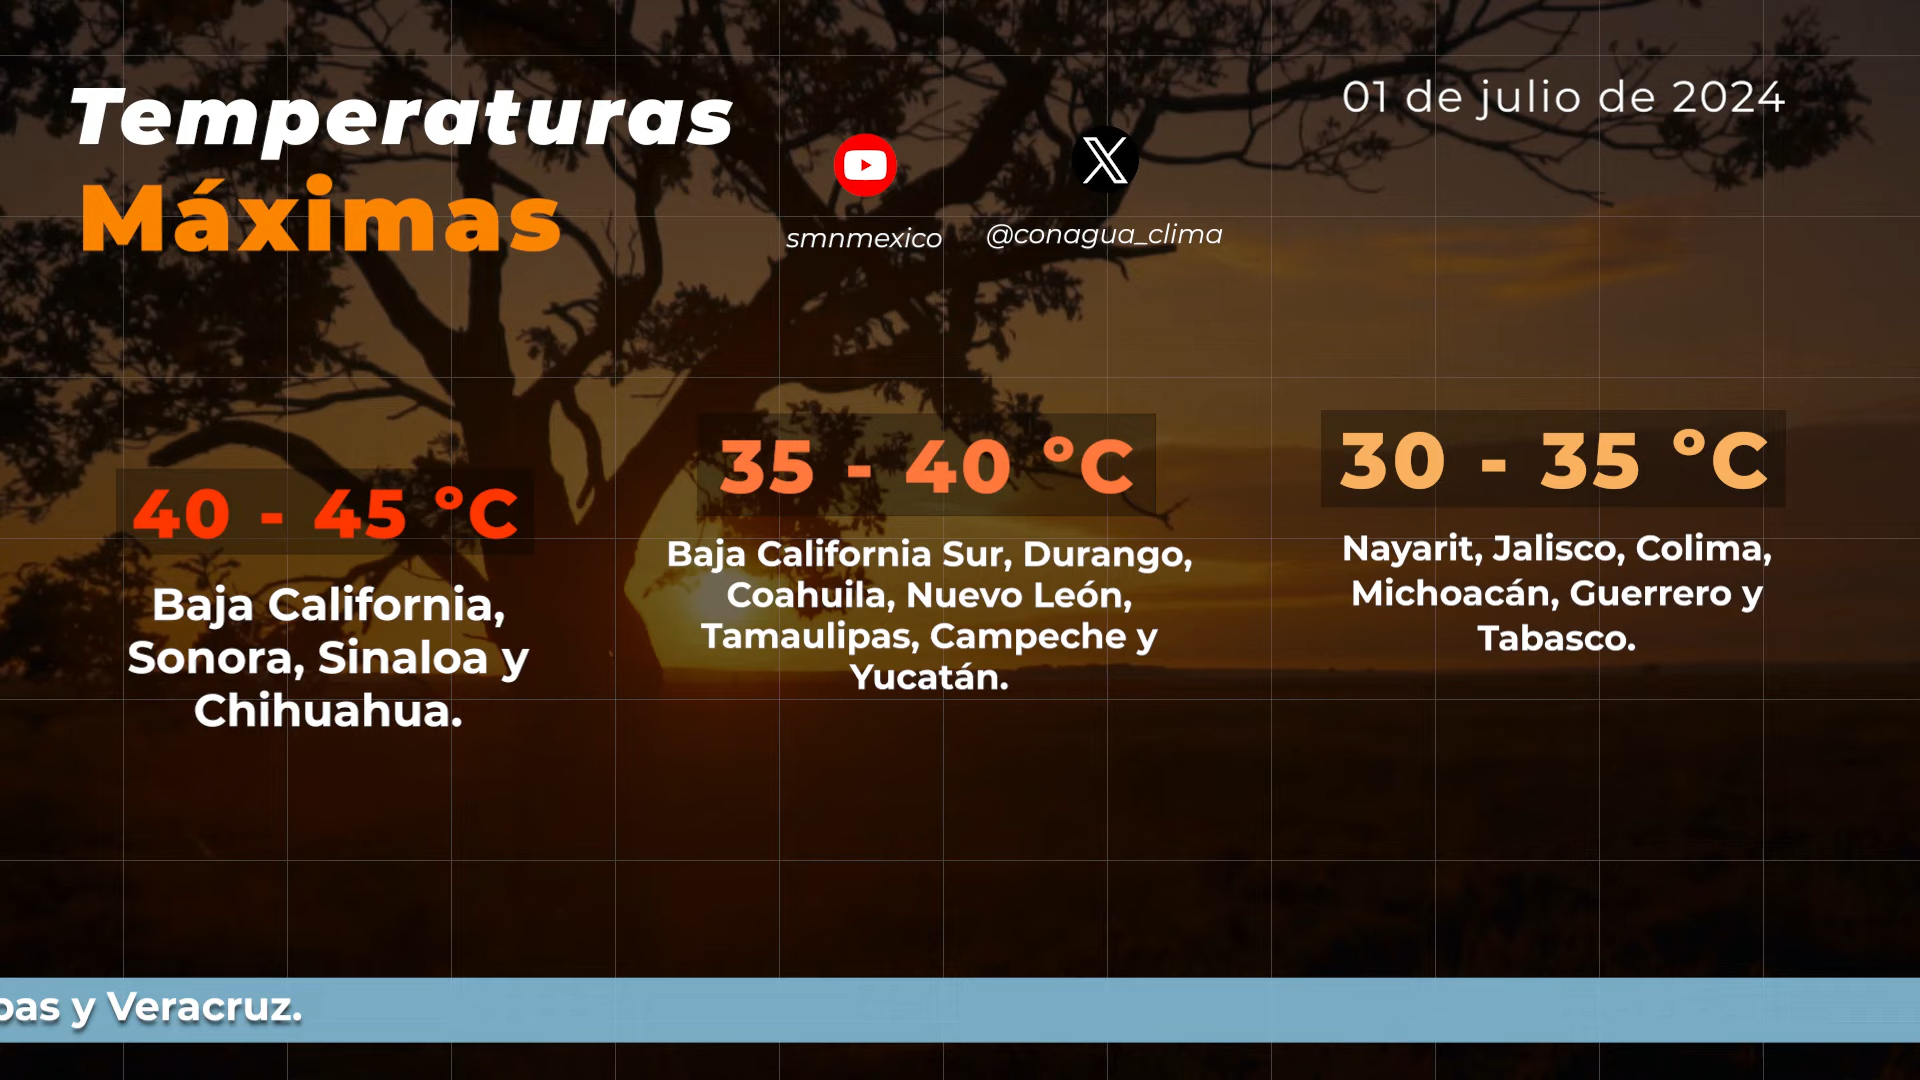 Temperaturas
Máximas
smnmexico
@conagua_clima
01 de julio de 2024
40 - 45 °C
Baja California,
Sonora, Sinaloa y
Chihuahua.
35 - 40 °C
Baja California Sur, Durango,
Coahuila, Nuevo León,
Tamaulipas, Campeche y
Yucatán.
30 - 35 °C
Nayarit, Jalisco, Colima,
Michoacán, Guerrero y
Tabasco.
y Veracruz.